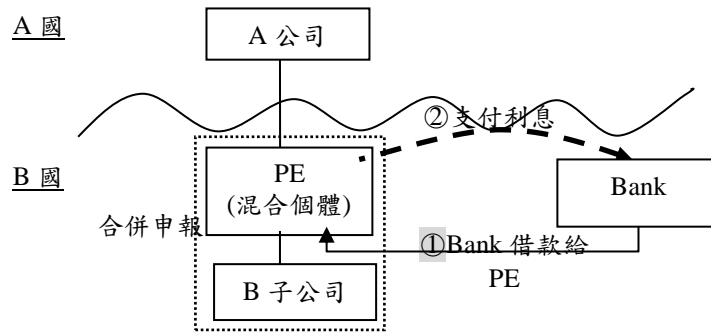 A 國
A 公司
②支付利息
B 國
PE
(混合個體)
Bank
合併申報
①Bank 借款給
PE
B 子公司